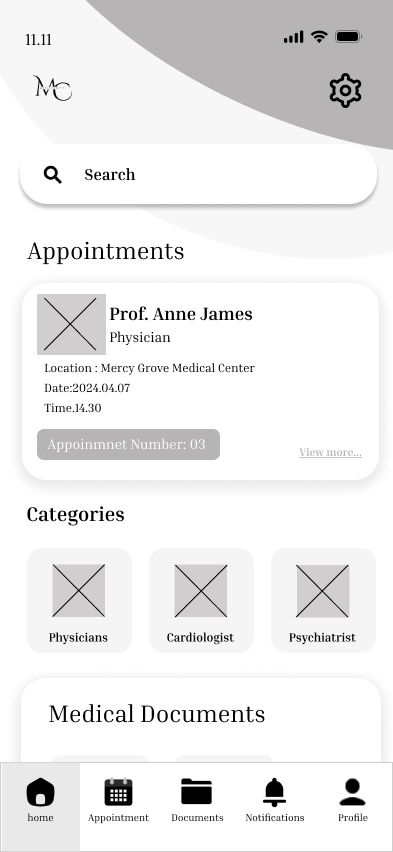 11.11
MC
Search
Appointments
Prof. Anne James
Physician
Location : Mercy Grove Medical Center
Date:2024.04.07
Time.14.30
Appoinmnet Number: 03
View more...
Categories
Physicians
Cardiologist
Psychiatrist
Medical Documents
home
Appointment
Documents
Notifications
Profile